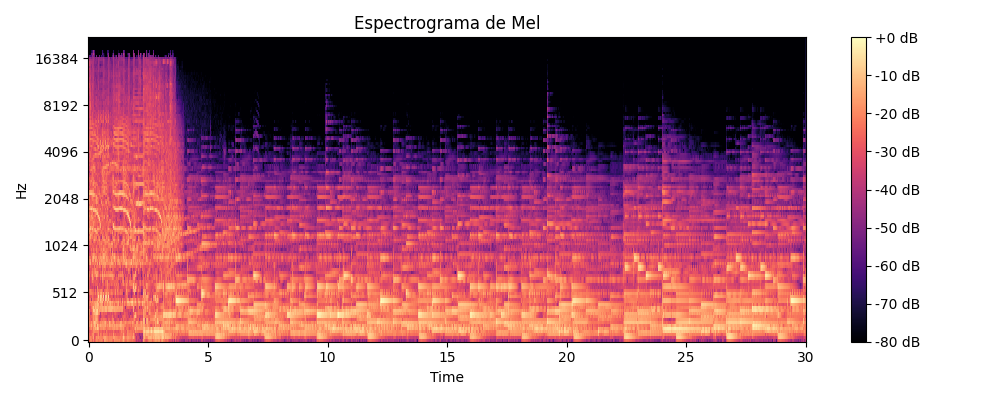 Espectrograma de Mel
Hz
16384
8192
4096
2048
1024
512
0
0 5 10 15 20 25 30
Time
+0 dB
-10 dB
-20 dB
-30 dB
-40 dB
-50 dB
-60 dB
-70 dB
-80 dB